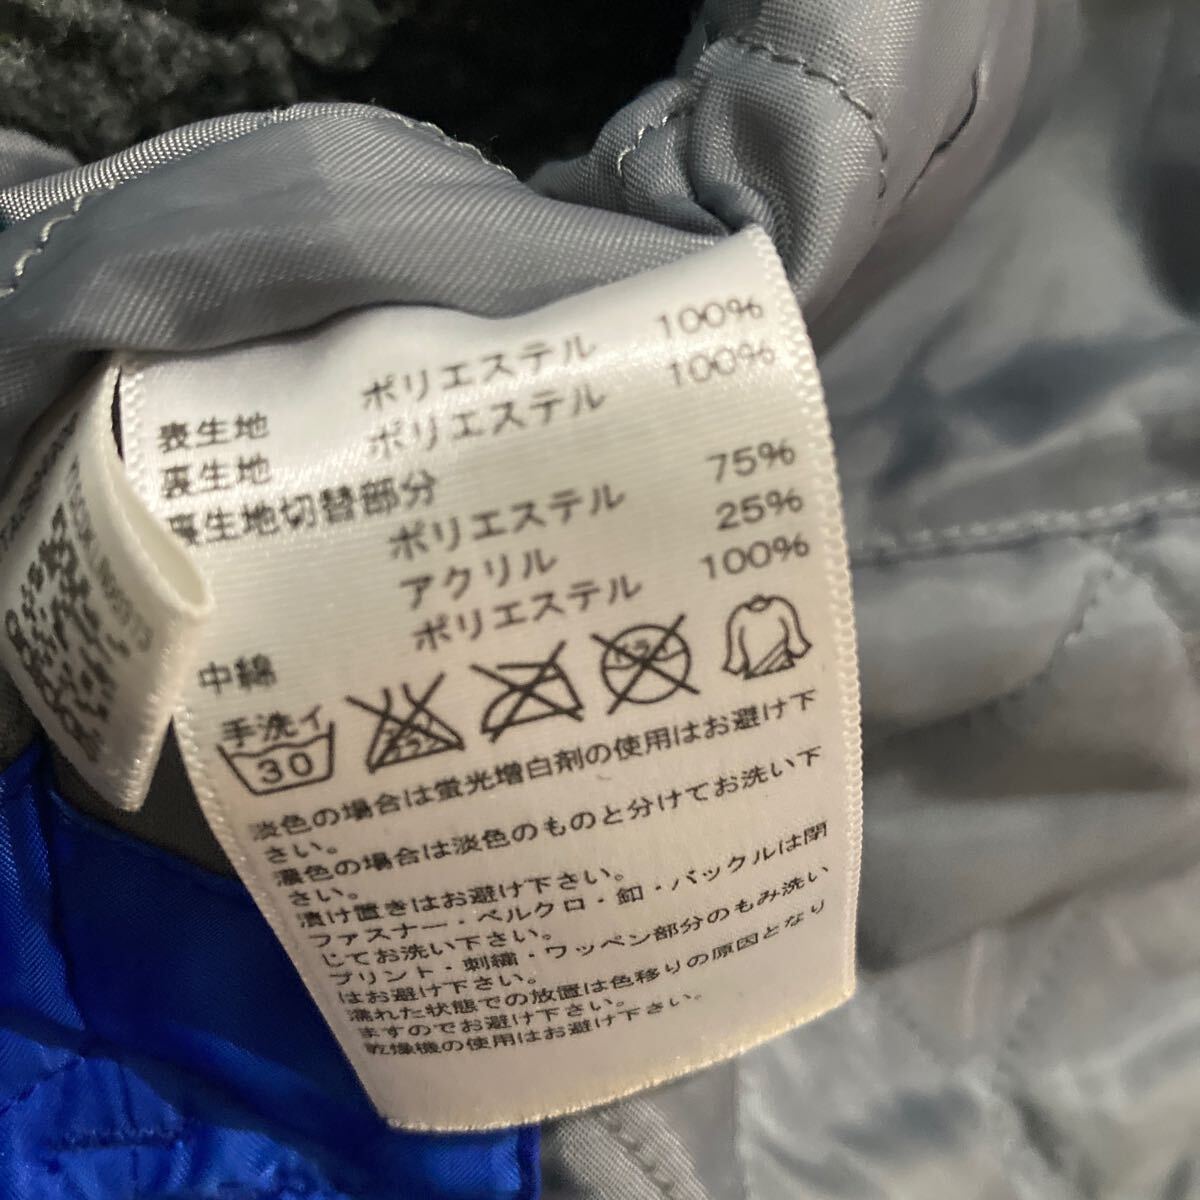 表生地 ポリエステル 100%
裏生地 ポリエステル 100%
裏生地切替部分
ポリエステル 75%
アクリル 25%
中綿 ポリエステル 100%
手洗イ
30
エンソサラシ
ドライ
淡色の場合は蛍光増白剤の使用はお避け下
さい。
濃色の場合は淡色のものと分けてお洗い下
さい。
漬け置きはお避け下さい。
ファスナー・ベルクロ・釦・バックルは閉
じてお洗い下さい。
プリント・刺繍・ワッペン部分のもみ洗い
はお避け下さい。
濡れた状態での放置は色移りの原因となり
ますのでお避け下さい。
乾燥機の使用はお避け下さい。